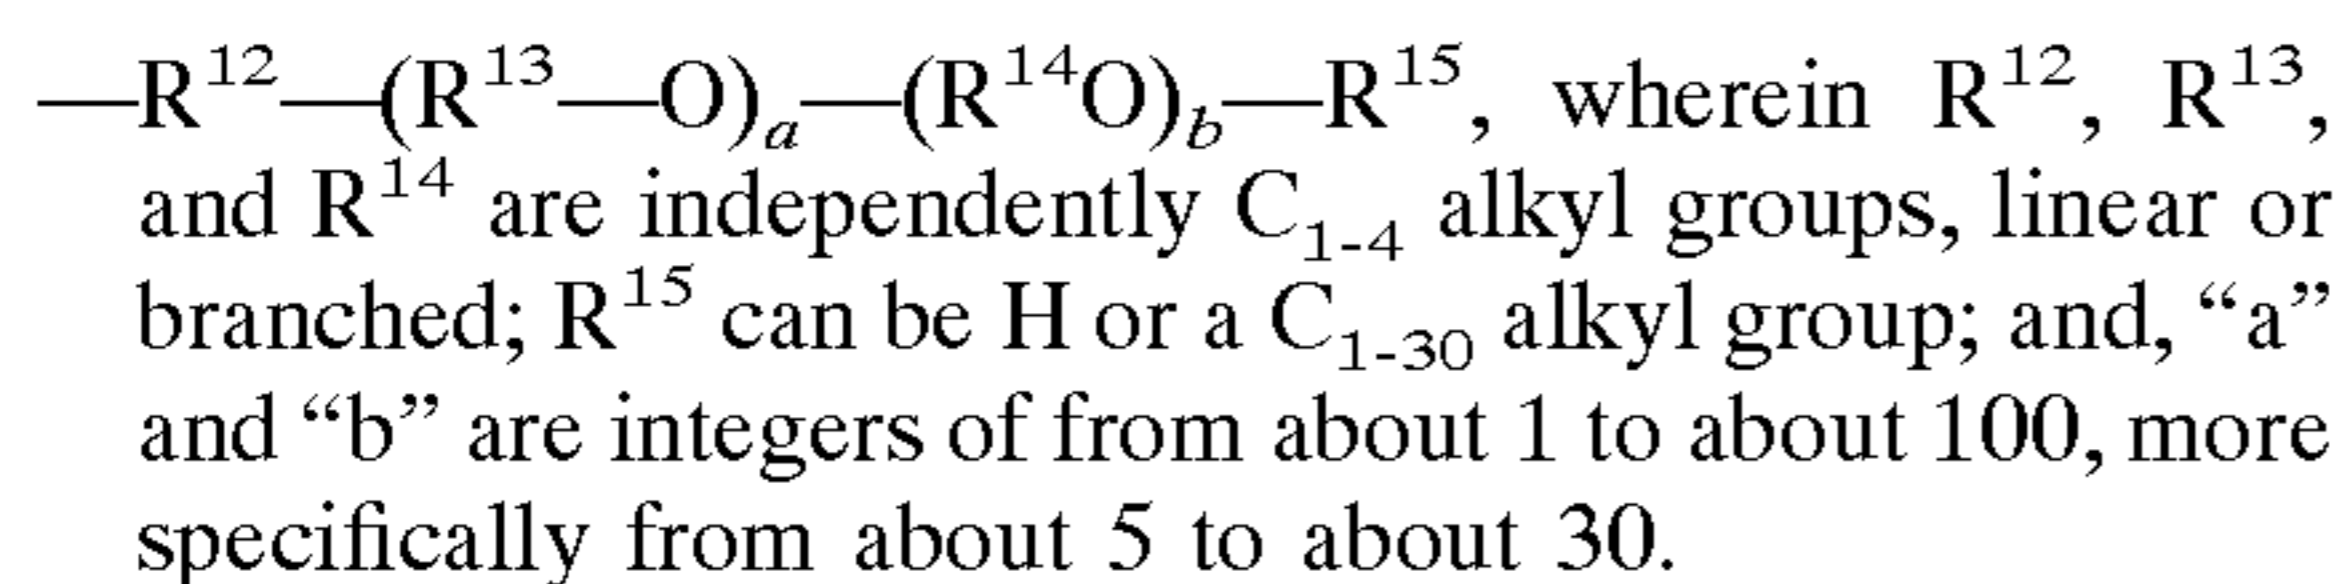 —R¹²—(R¹³—O)ₐ—(R¹⁴O)_b—R¹⁵, wherein R¹², R¹³,
and R¹⁴ are independently C₁₋₄ alkyl groups, linear or
branched; R¹⁵ can be H or a C₁₋₃₀ alkyl group; and, “a”
and “b” are integers of from about 1 to about 100, more
specifically from about 5 to about 30.